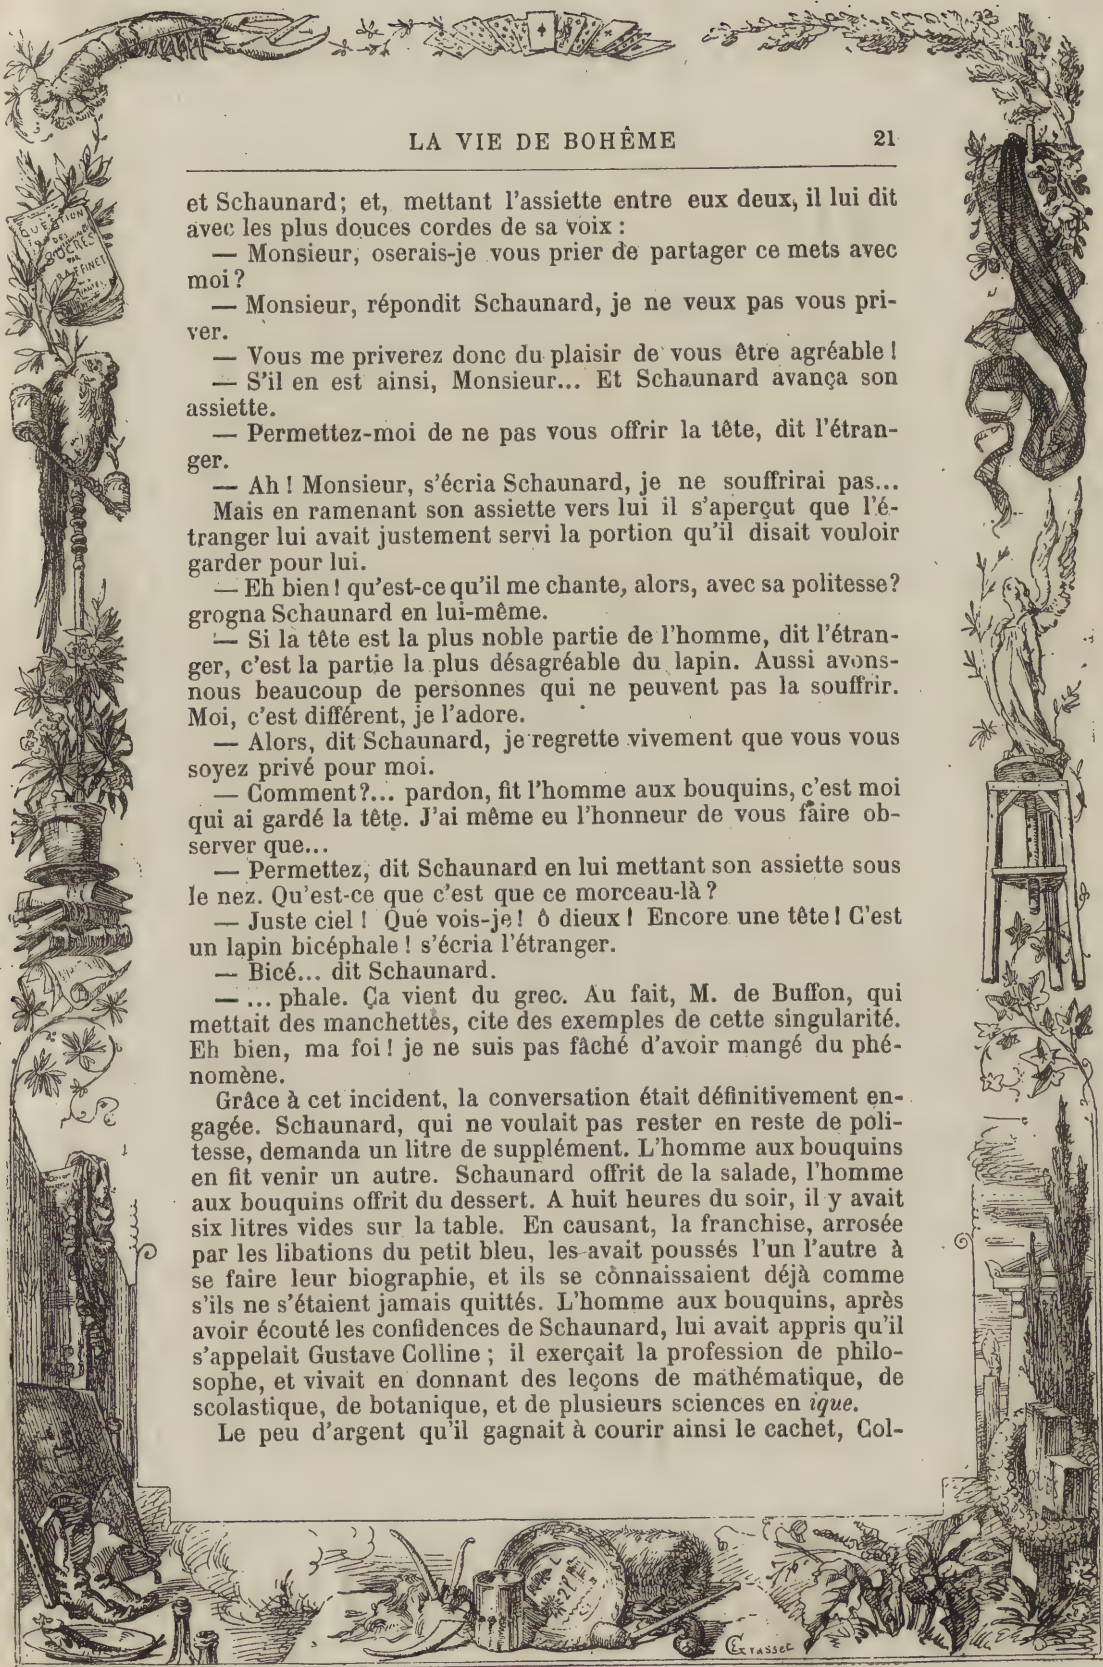 LA VIE DE BOHÊME 21
et Schaunard; et, mettant l'assiette entre eux deux, il lui dit
avec les plus douces cordes de sa voix :
— Monsieur, oserais-je vous prier de partager ce mets avec
moi?
— Monsieur, répondit Schaunard, je ne veux pas vous pri-
ver.
— Vous me priverez donc du plaisir de vous être agréable !
— S'il en est ainsi, Monsieur... Et Schaunard avança son
assiette.
— Permettez-moi de ne pas vous offrir la tête, dit l'étran-
ger.
— Ah ! Monsieur, s'écria Schaunard, je ne souffrirai pas...
Mais en ramenant son assiette vers lui il s'aperçut que l'é-
tranger lui avait justement servi la portion qu'il disait vouloir
garder pour lui.
— Eh bien ! qu'est-ce qu'il me chante, alors, avec sa politesse?
grogna Schaunard en lui-même.
— Si la tête est la plus noble partie de l'homme, dit l'étran-
ger, c'est la partie la plus désagréable du lapin. Aussi avons-
nous beaucoup de personnes qui ne peuvent pas la souffrir.
Moi, c'est différent, je l'adore.
— Alors, dit Schaunard, je regrette vivement que vous vous
soyez privé pour moi.
— Comment?... pardon, fit l'homme aux bouquins, c'est moi
qui ai gardé la tête. J'ai même eu l'honneur de vous faire ob-
server que...
— Permettez, dit Schaunard en lui mettant son assiette sous
le nez. Qu'est-ce que c'est que ce morceau-là ?
— Juste ciel ! Que vois-je ! ô dieux ! Encore une tête ! C'est
un lapin bicéphale ! s'écria l'étranger.
— Bicé... dit Schaunard.
— ... phale. Ça vient du grec. Au fait, M. de Buffon, qui
mettait des manchettes, cite des exemples de cette singularité.
Eh bien, ma foi ! je ne suis pas fâché d'avoir mangé du phé-
nomène.
Grâce à cet incident, la conversation était définitivement en-
gagée. Schaunard, qui ne voulait pas rester en reste de poli-
tesse, demanda un litre de supplément. L'homme aux bouquins
en fit venir un autre. Schaunard offrit de la salade, l'homme
aux bouquins offrit du dessert. A huit heures du soir, il y avait
six litres vides sur la table. En causant, la franchise, arrosée
par les libations du petit bleu, les avait poussés l'un l'autre à
se faire leur biographie, et ils se connaissaient déjà comme
s'ils ne s'étaient jamais quittés. L'homme aux bouquins, après
avoir écouté les confidences de Schaunard, lui avait appris qu'il
s'appelait Gustave Colline ; il exerçait la profession de philo-
sophe, et vivait en donnant des leçons de mathématique, de
scolastique, de botanique, et de plusieurs sciences en ique.
Le peu d'argent qu'il gagnait à courir ainsi le cachet, Col-
QUESTION
DES
SUCRES
PAR
RAFFINET
Grasset